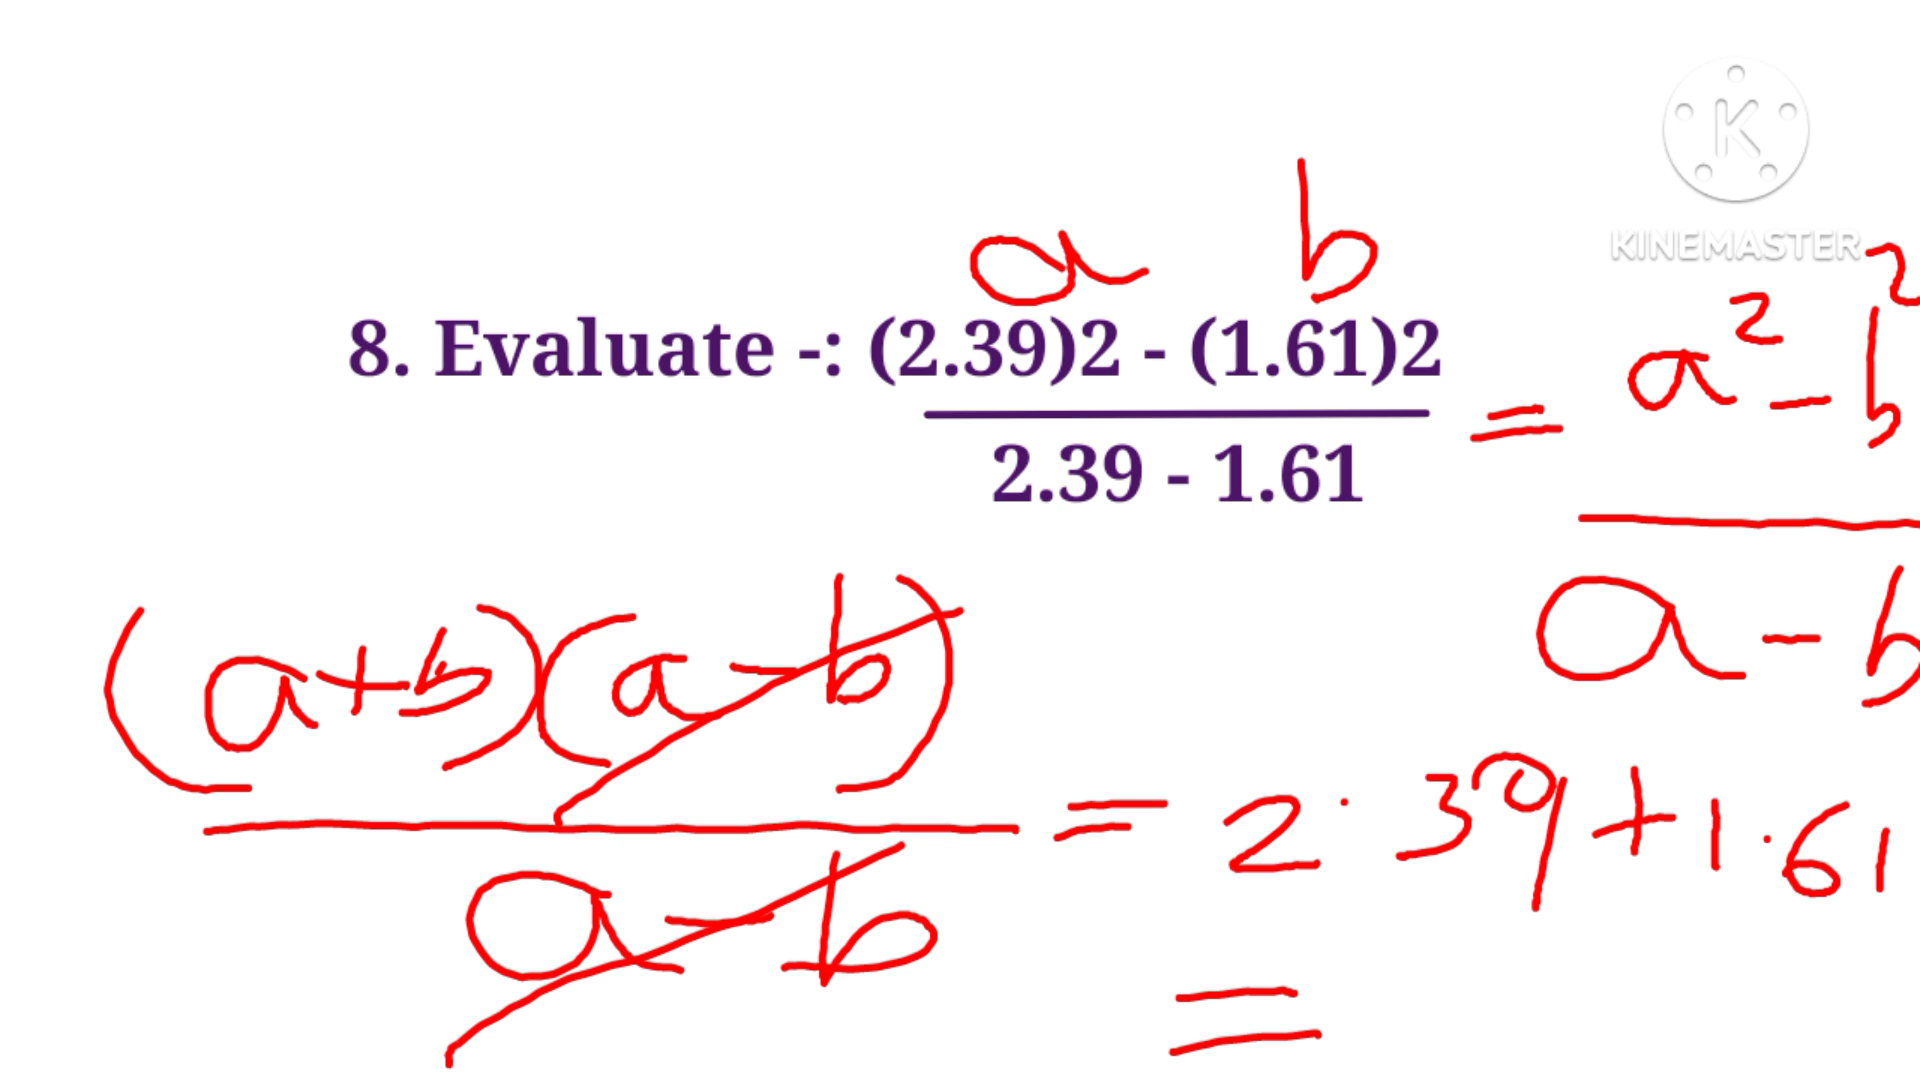 K
KINEMASTER
a b
8. Evaluate -: (2.39)2 - (1.61)2
2.39 - 1.61
= a² - b²
a - b
(a+b)(a-b)
a - b
= 2.39+1.61
=